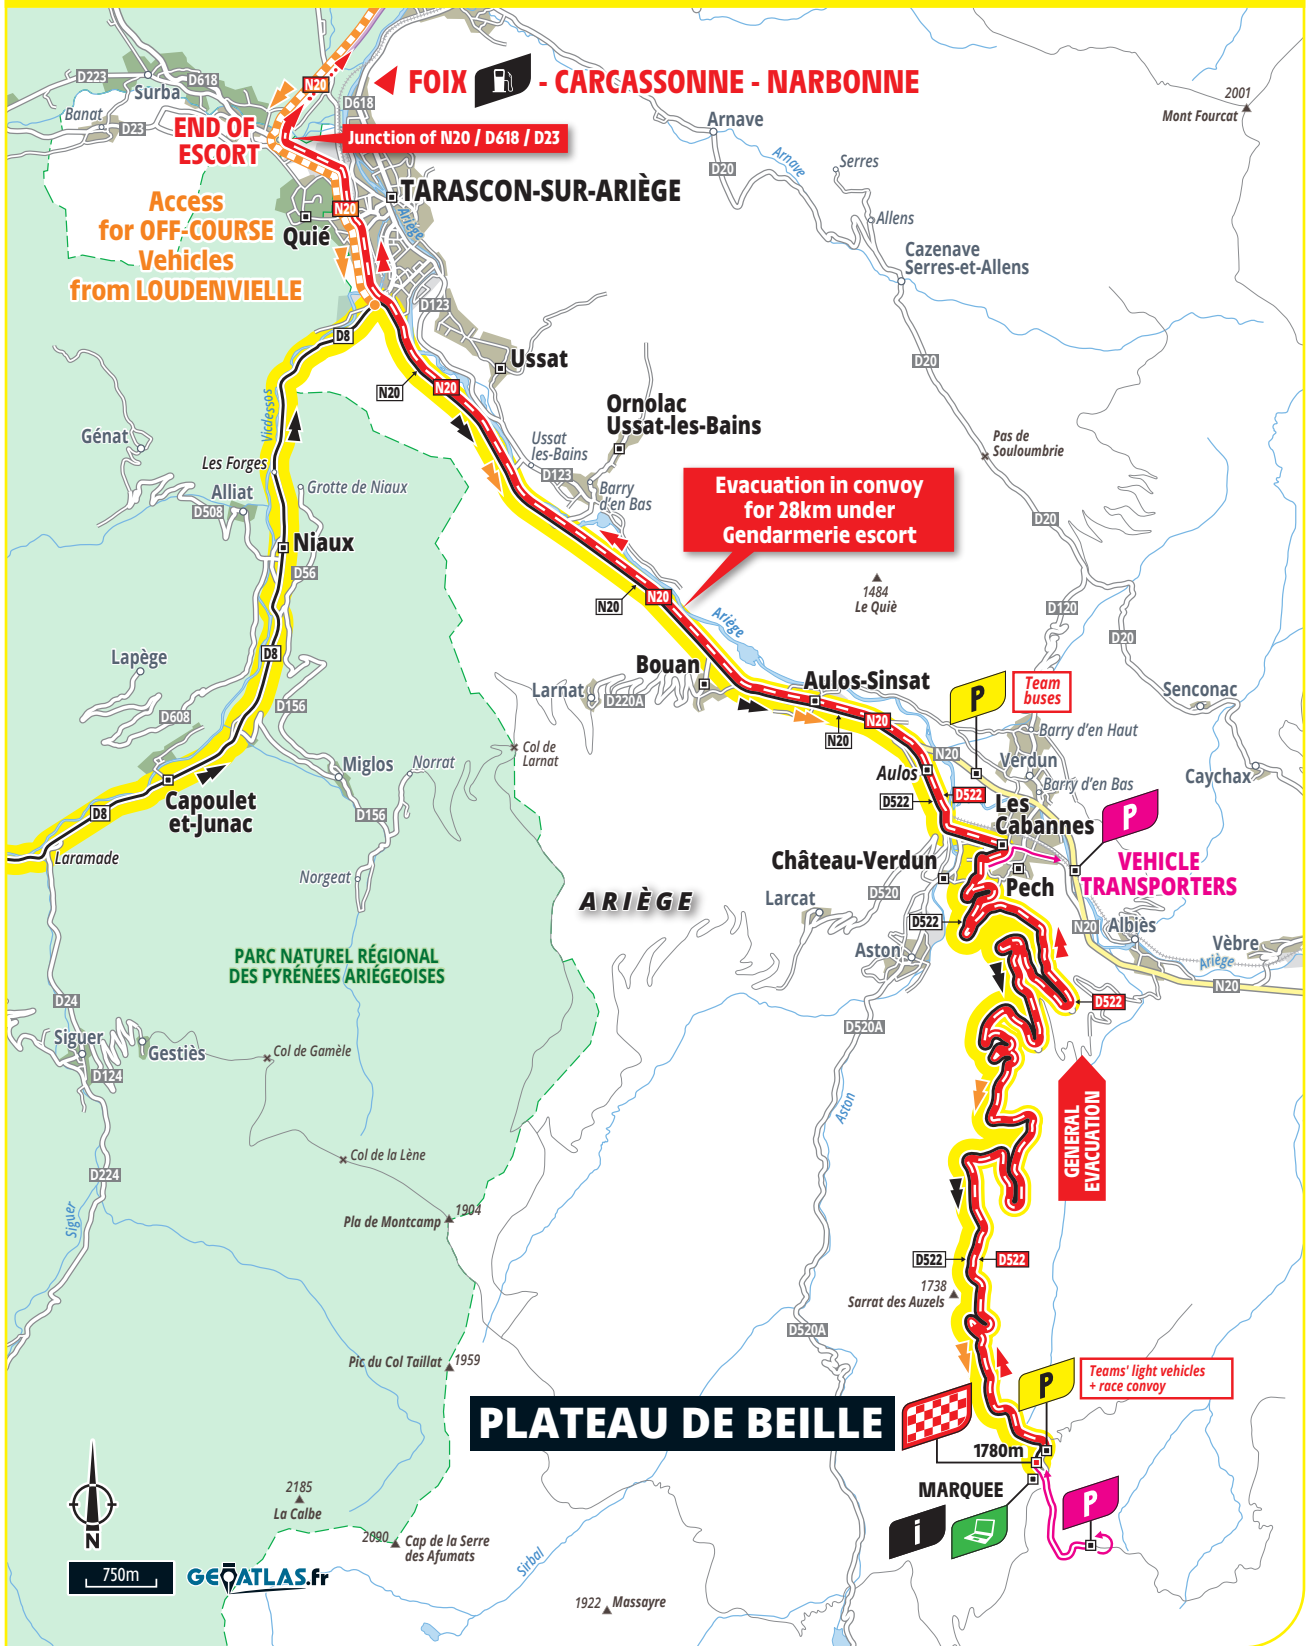 FOIX - CARCASSONNE - NARBONNE
N20
D223
D618
Surba
D618
2001
Mont Fourcat
Banat
D23
END OF
ESCORT
Junction of N20 / D618 / D23
Arnave
Arnave
D20
Serres
TARASCON-SUR-ARIÈGE
Access
for OFF-COURSE
Vehicles
from LOUDENVIELLE
N20
Quié
Ariège
Allens
Cazenave
Serres-et-Allens
D123
D8
Ussat
D20
N20
N20
Vicdessos
Ornolac
Ussat-les-Bains
Génat
Ussat
les-Bains
Pas de
Souloumbrie
Les Forges
D123
Alliat
Grotte de Niaux
Barry
d'en Bas
Evacuation in convoy
for 28km under
Gendarmerie escort
D508
D20
Niaux
D56
1484
Le Quiè
N20
N20
D120
Ariège
D20
D8
Lapège
Bouan
Aulos-Sinsat
P
Team
buses
Larnat
D220A
Senconac
D156
D608
N20
N20
Barry d'en Haut
Col de
Larnat
N20
Verdun
Miglos
Norrat
Aulos
Caychax
Barry d'en Bas
Capoulet
et-Junac
D8
D522
D522
Les
Cabannes
P
D156
Laramade
VEHICLE
TRANSPORTERS
Château-Verdun
Norgeat
Pech
Larcat
D520
ARIÈGE
D522
N20
Albiès
Vèbre
PARC NATUREL RÉGIONAL
DES PYRÉNÉES ARIÉGEOISES
Aston
Ariège
N20
D24
D522
D520A
Siguer
Gestiès
Col de Gamèle
D124
GENERAL
EVACUATION
Aston
Col de la Lène
D224
Siguer
1904
Pla de Montcamp
D522
D522
1738
Sarrat des Auzels
D520A
Pic du Col Taillat
1959
P
Teams' light vehicles
+ race convoy
PLATEAU DE BEILLE
1780m
MARQUEE
2185
La Calbe
P
i
2090
Cap de la Serre
des Afumats
N
Sirbal
750m
GEOATLAS.fr
1922
Massayre